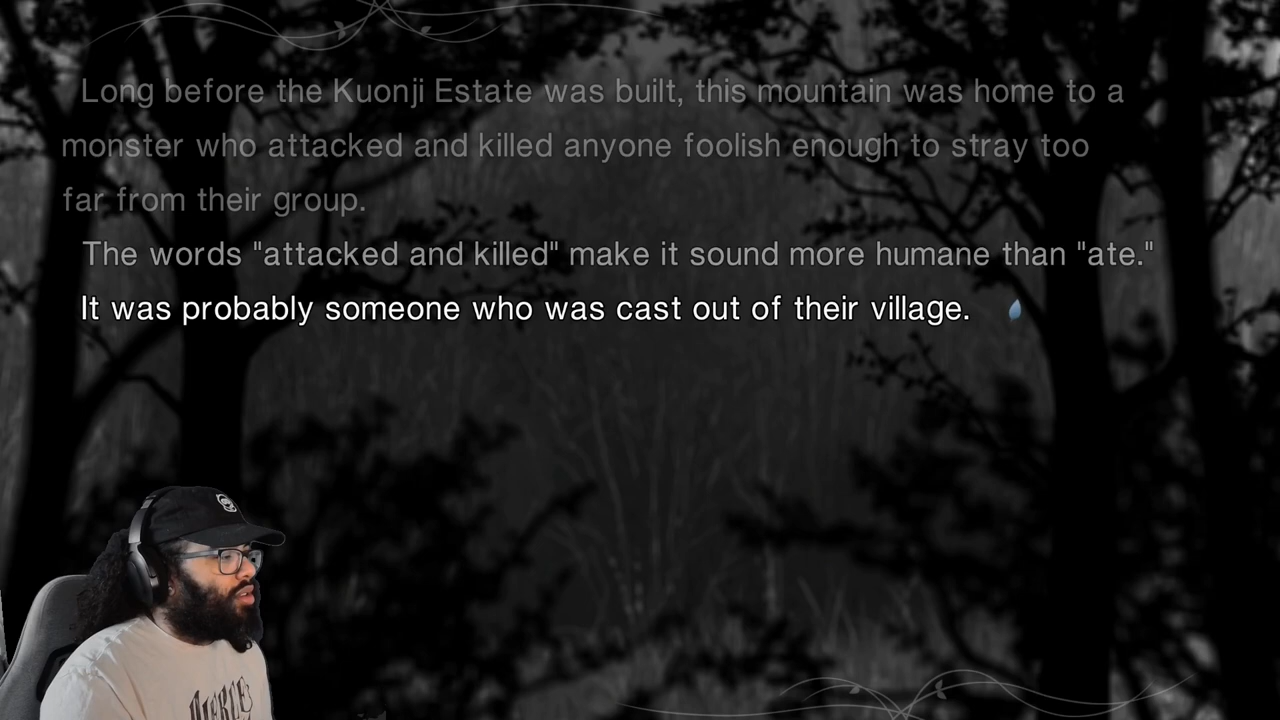 Long before the Kuonji Estate was built, this mountain was home to a
monster who attacked and killed anyone foolish enough to stray too
far from their group.
The words "attacked and killed" make it sound more humane than "ate."
It was probably someone who was cast out of their village.